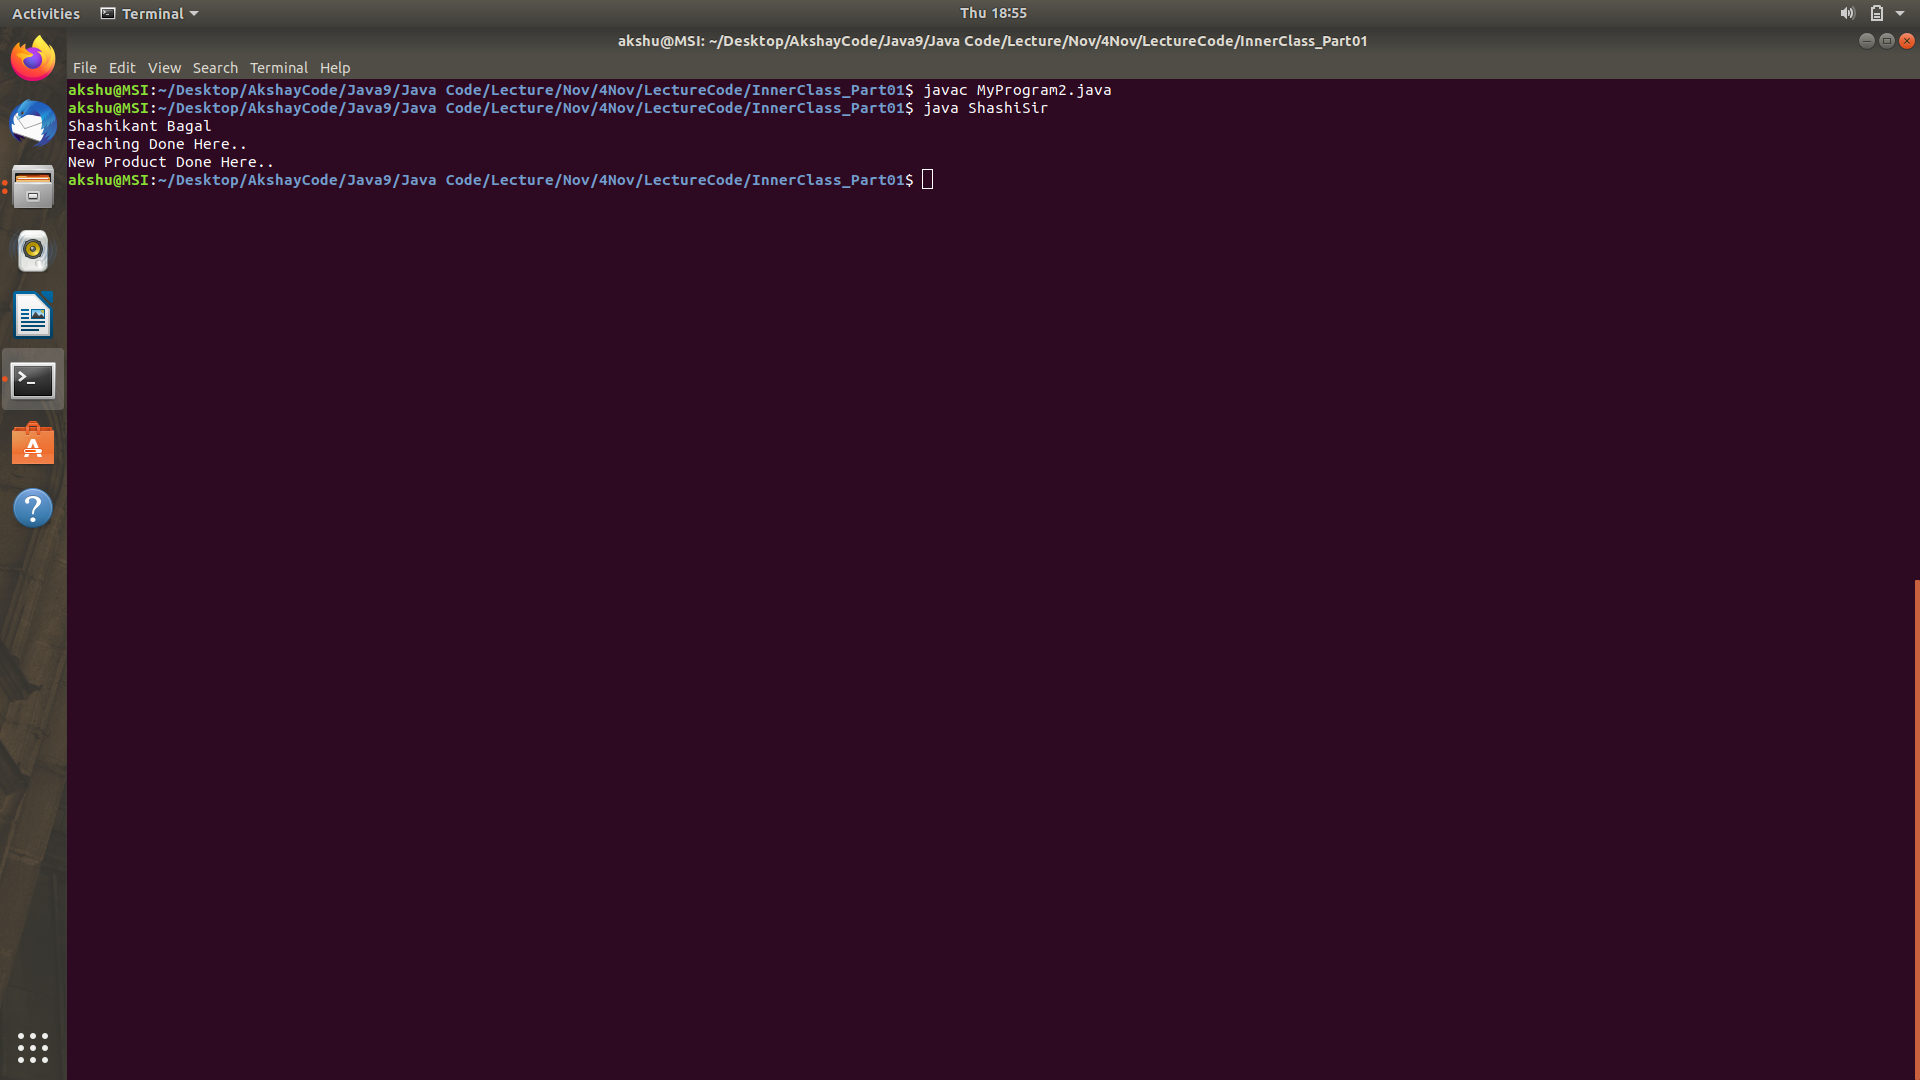 Activities Terminal Thu 18:55
akshu@MSI: ~/Desktop/AkshayCode/Java9/Java Code/Lecture/Nov/4Nov/LectureCode/InnerClass_Part01
File Edit View Search Terminal Help
akshu@MSI:~/Desktop/AkshayCode/Java9/Java Code/Lecture/Nov/4Nov/LectureCode/InnerClass_Part01$ javac MyProgram2.java
akshu@MSI:~/Desktop/AkshayCode/Java9/Java Code/Lecture/Nov/4Nov/LectureCode/InnerClass_Part01$ java ShashiSir
Shashikant Bagal
Teaching Done Here..
New Product Done Here..
akshu@MSI:~/Desktop/AkshayCode/Java9/Java Code/Lecture/Nov/4Nov/LectureCode/InnerClass_Part01$